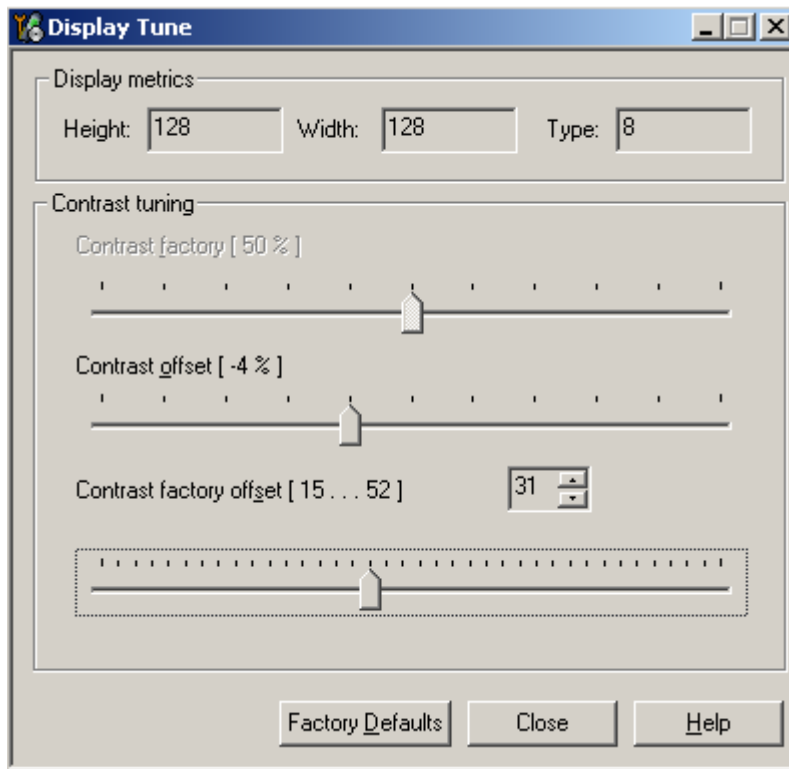 Display Tune
Display metrics
Height: 128 Width: 128 Type: 8
Contrast tuning
Contrast factory [ 50 % ]
Contrast offset [ -4 % ]
Contrast factory offset [ 15 . . . 52 ] 31
Factory Defaults Close Help